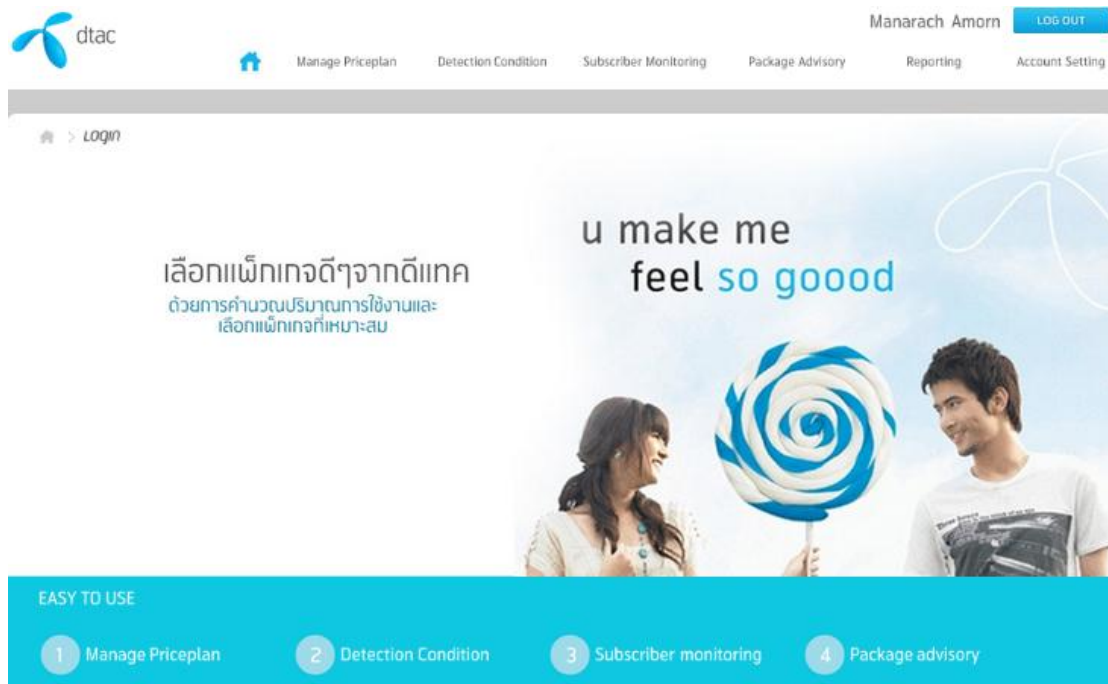 dtac
Manarach Amorn
LOG OUT
Manage Priceplan Detection Condition Subscriber Monitoring Package Advisory Reporting Account Setting
> Login
u make me
feel so goood
เลือกแพ็กเกจดีๆจากดีแทค
ด้วยการคำนวณปริมาณการใช้งานและ
เลือกแพ็กเกจที่เหมาะสม
EASY TO USE
1 Manage Priceplan 2 Detection Condition 3 Subscriber monitoring 4 Package advisory